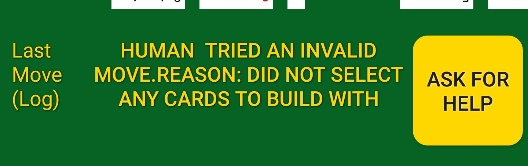 Last
Move
(Log)
HUMAN  TRIED AN INVALID
MOVE.REASON: DID NOT SELECT
ANY CARDS TO BUILD WITH
ASK FOR
HELP